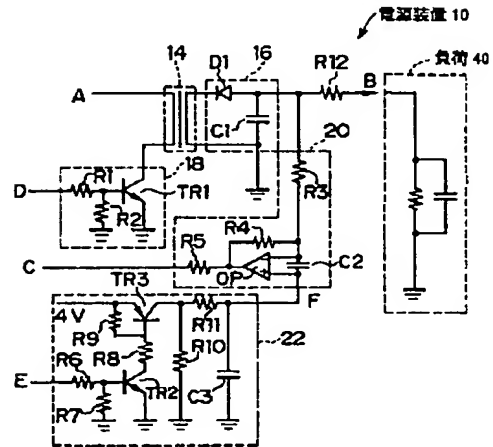 電源装置 10
14
16
負荷 40
D1
R12
B
A
C1
20
18
R3
D
R1
TR1
R2
R4
R5
C
OP
C2
TR3
F
4V
R11
R9
R10
22
R8
R6
E
TR2
C3
R7